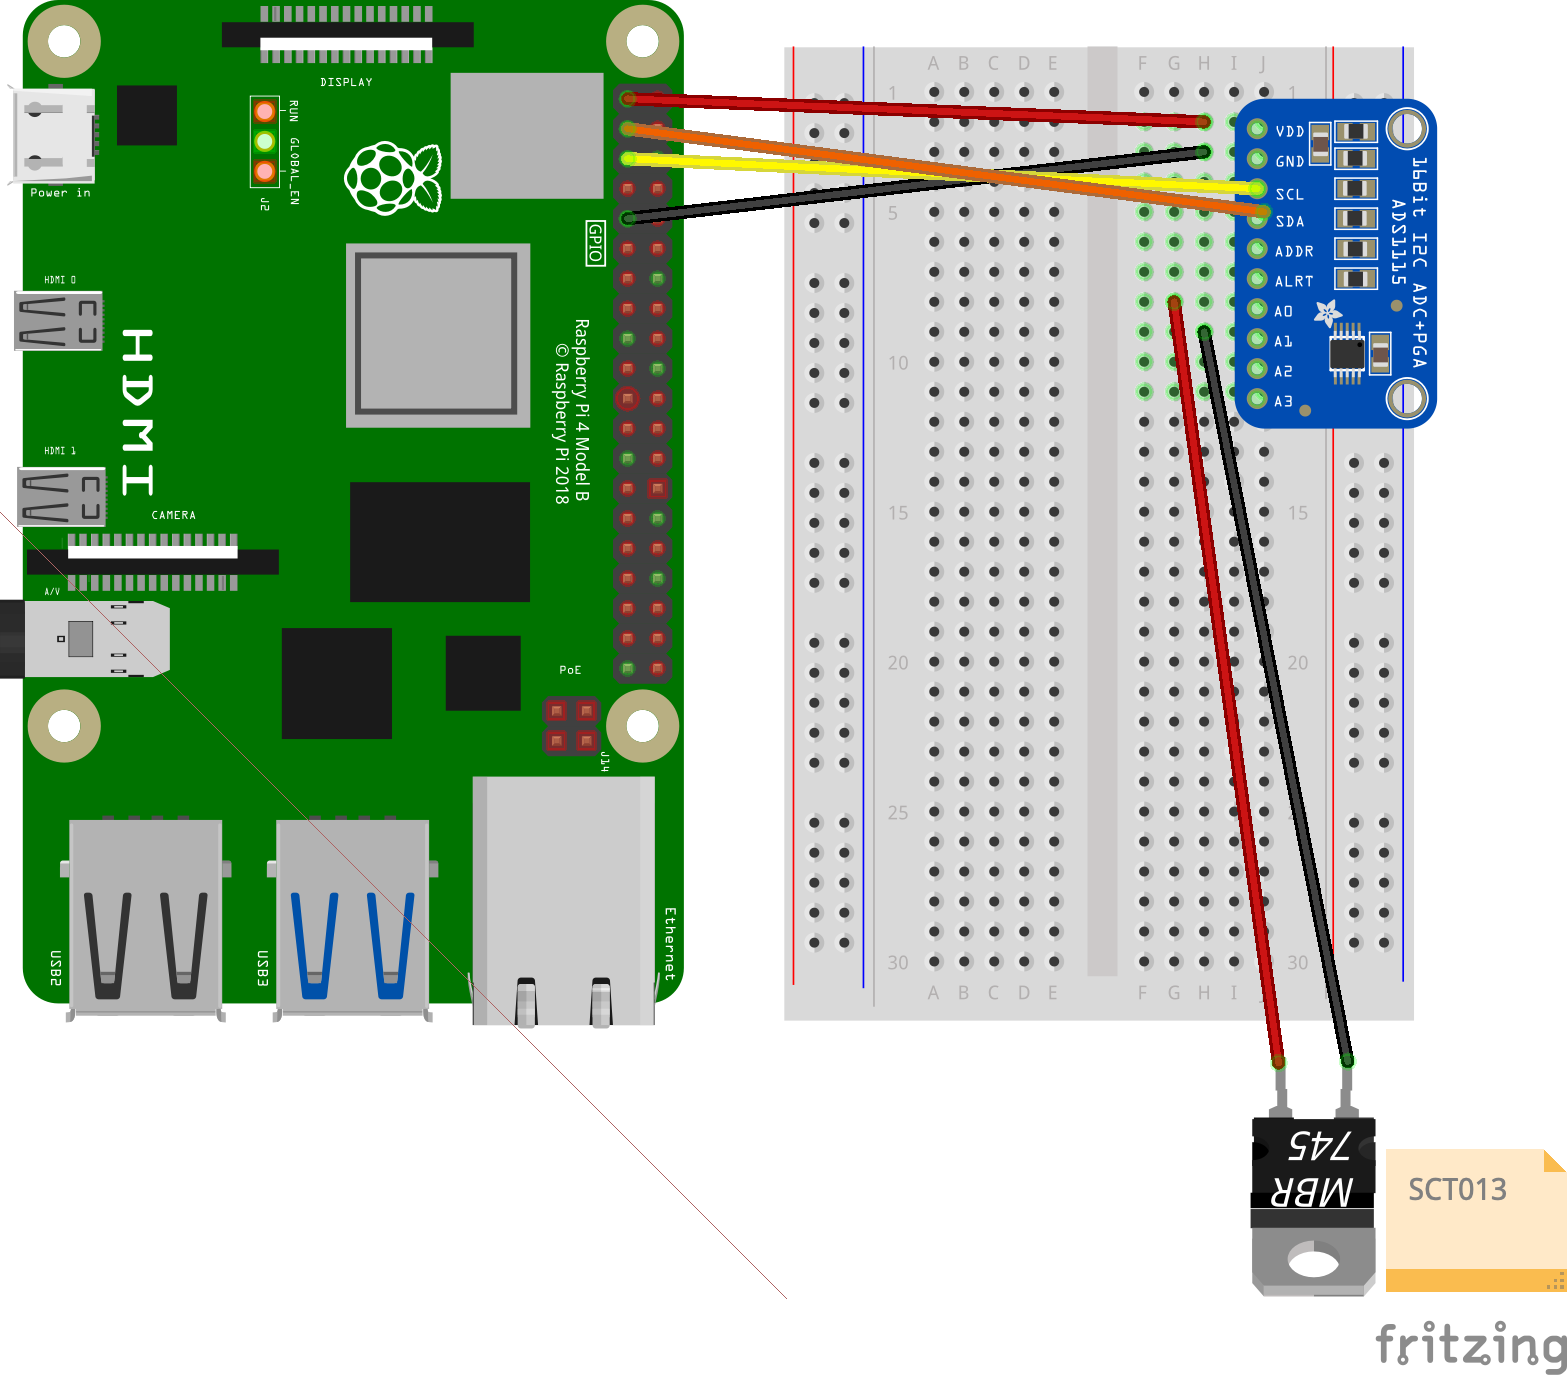 DISPLAY
RUN
GLOBAL_EN
J2
Power in
GPIO
HDMI 0
HDMI
HDMI 1
CAMERA
A/V
Raspberry Pi 4 Model B
© Raspberry Pi 2018
PoE
J14
USB2
USB3
Ethernet
A B C D E F G H I J
1 1
5
10
15 15
20 20
25
30 30
A B C D E F G H I J
VDD
GND
SCL
SDA
ADDR
ALRT
A0
A1
A2
A3
16Bit I2C ADC+PGA
ADS1115
MBR
745
SCT013
fritzing